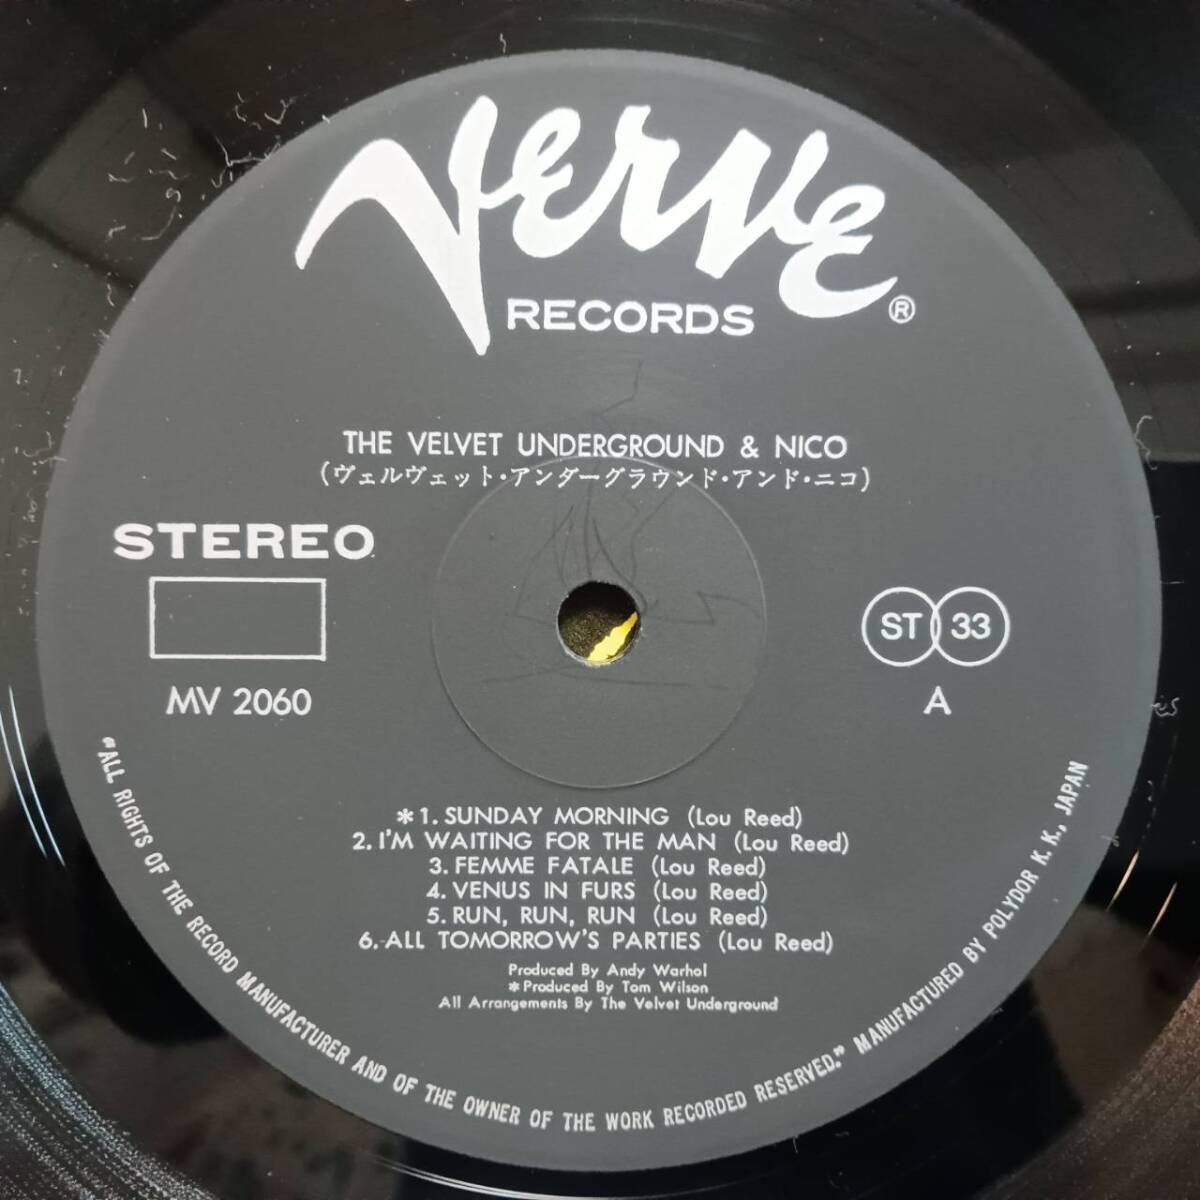 Verve
RECORDS ®
THE VELVET UNDERGROUND & NICO
(ヴェルヴェット・アンダーグラウンド・アンド・ニコ)
STEREO
MV 2060
ST 33
A
*1. SUNDAY MORNING (Lou Reed)
2. I'M WAITING FOR THE MAN (Lou Reed)
3. FEMME FATALE (Lou Reed)
4. VENUS IN FURS (Lou Reed)
5. RUN, RUN, RUN (Lou Reed)
6. ALL TOMORROW'S PARTIES (Lou Reed)
Produced By Andy Warhol
*Produced By Tom Wilson
All Arrangements By The Velvet Underground
"ALL RIGHTS OF THE RECORD MANUFACTURER AND OF THE OWNER OF THE WORK RECORDED RESERVED." MANUFACTURED BY POLYDOR K. K., JAPAN